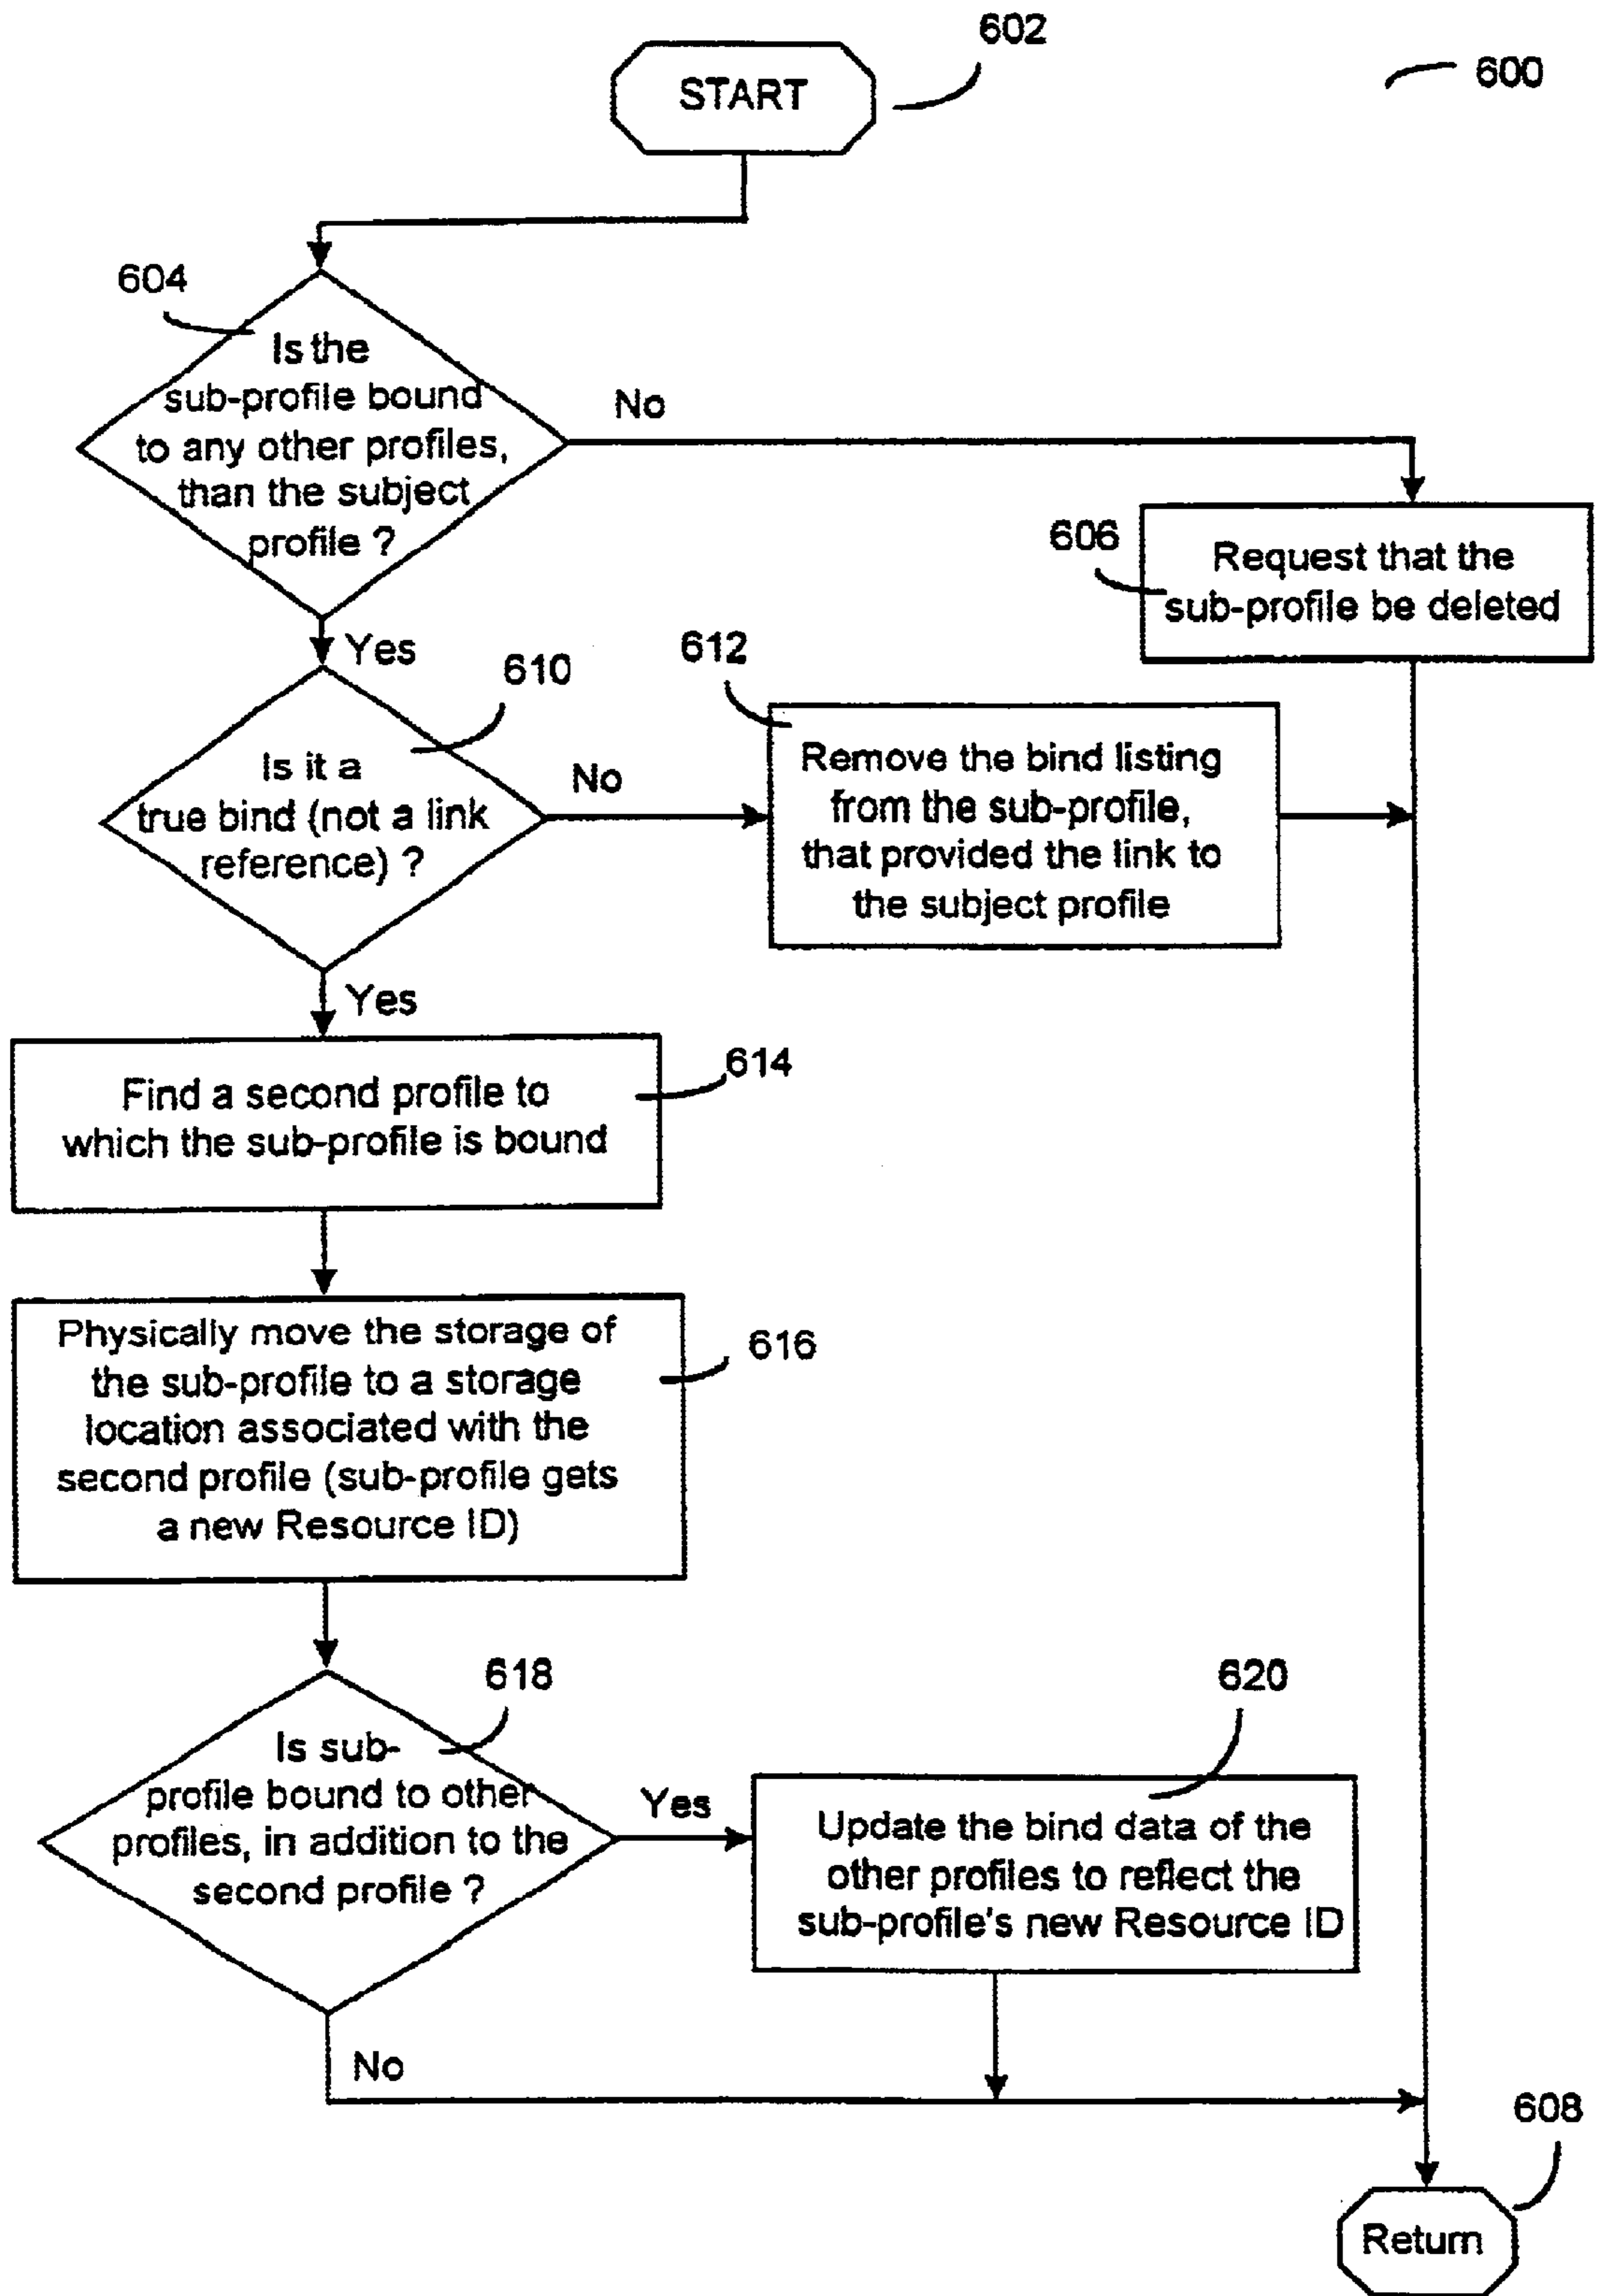 602
600
START
604
Is the
sub-profile bound
to any other profiles,
than the subject
profile ?
No
606
Request that the
sub-profile be deleted
Yes
610
612
Is it a
true bind (not a link
reference) ?
No
Remove the bind listing
from the sub-profile,
that provided the link to
the subject profile
Yes
614
Find a second profile to
which the sub-profile is bound
616
Physically move the storage of
the sub-profile to a storage
location associated with the
second profile (sub-profile gets
a new Resource ID)
618
620
Is sub-
profile bound to other
profiles, in addition to the
second profile ?
Yes
Update the bind data of the
other profiles to reflect the
sub-profile's new Resource ID
No
608
Return